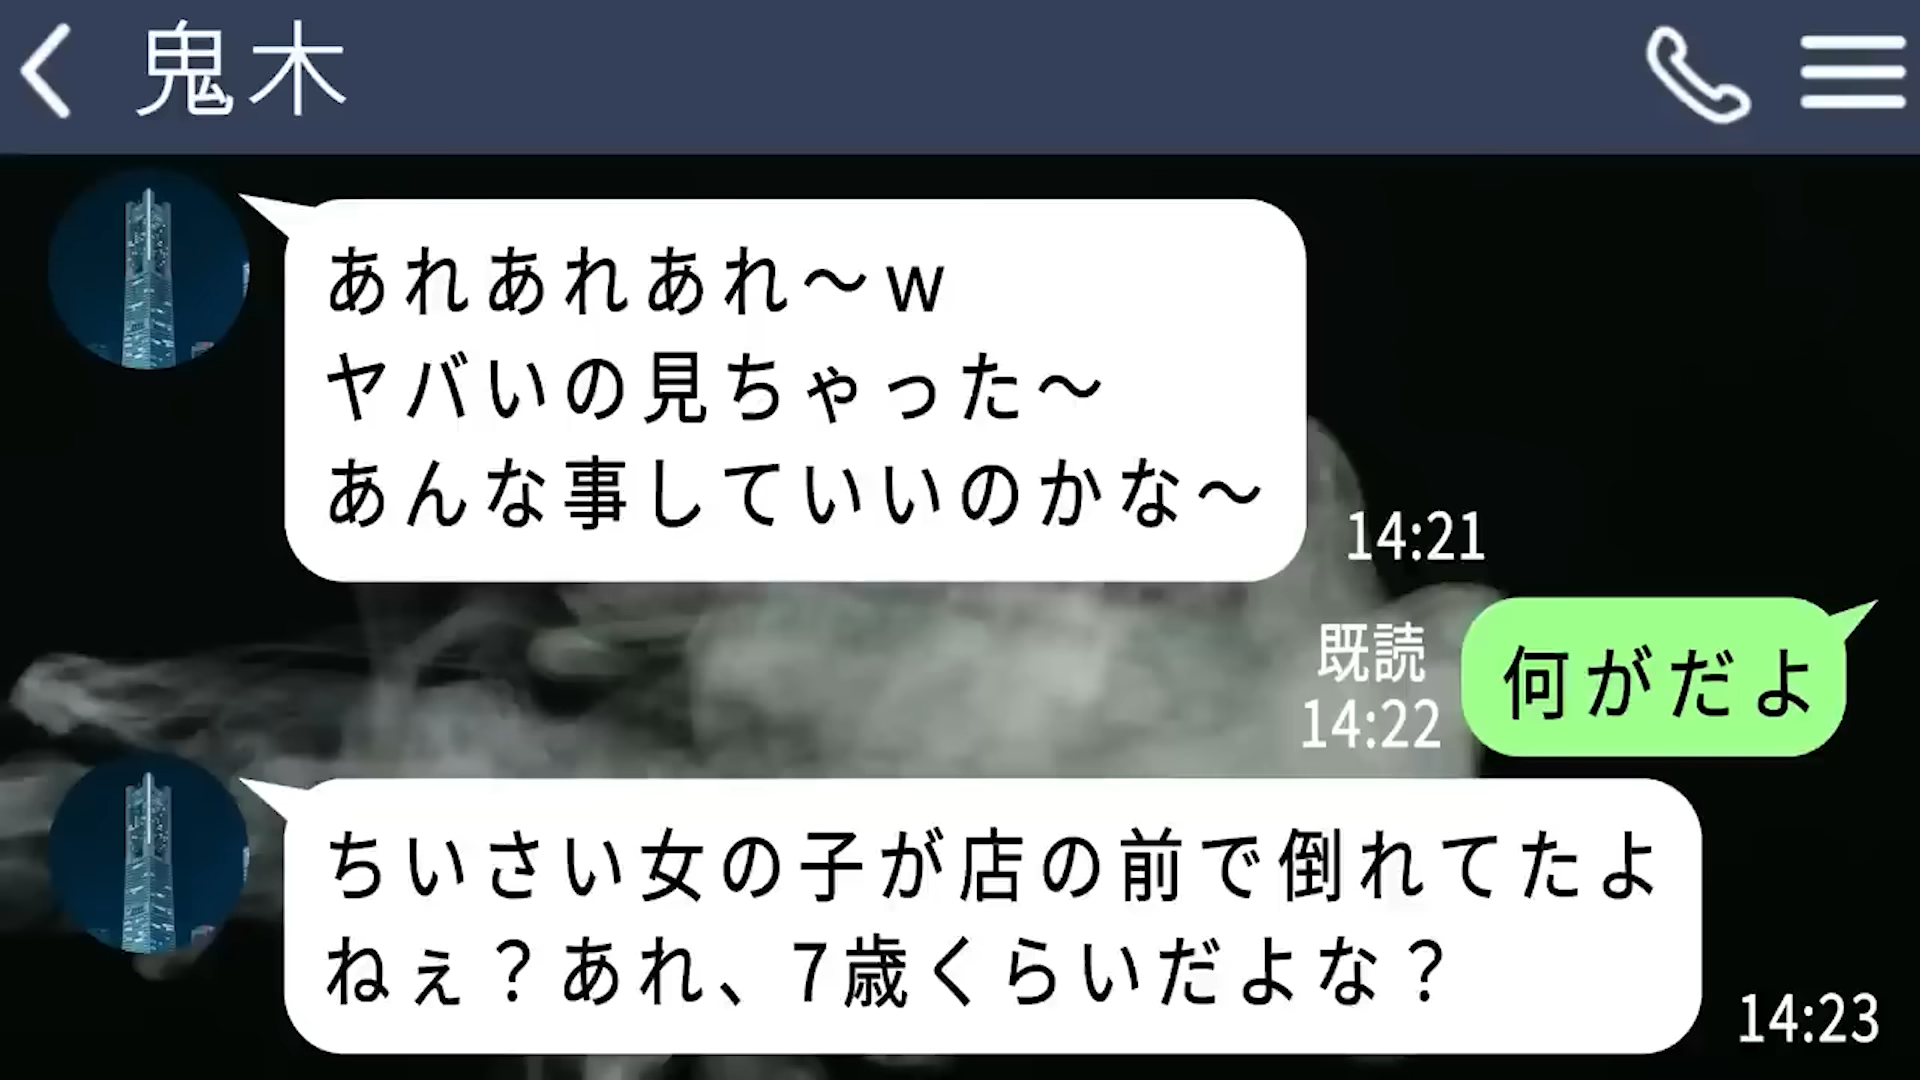 鬼木
あれあれあれ～w
ヤバいの見ちゃった～
あんな事していいのかな～
14:21
既読
14:22
何がだよ
ちいさい女の子が店の前で倒れてたよ
ねぇ？あれ、7歳くらいだよな？
14:23